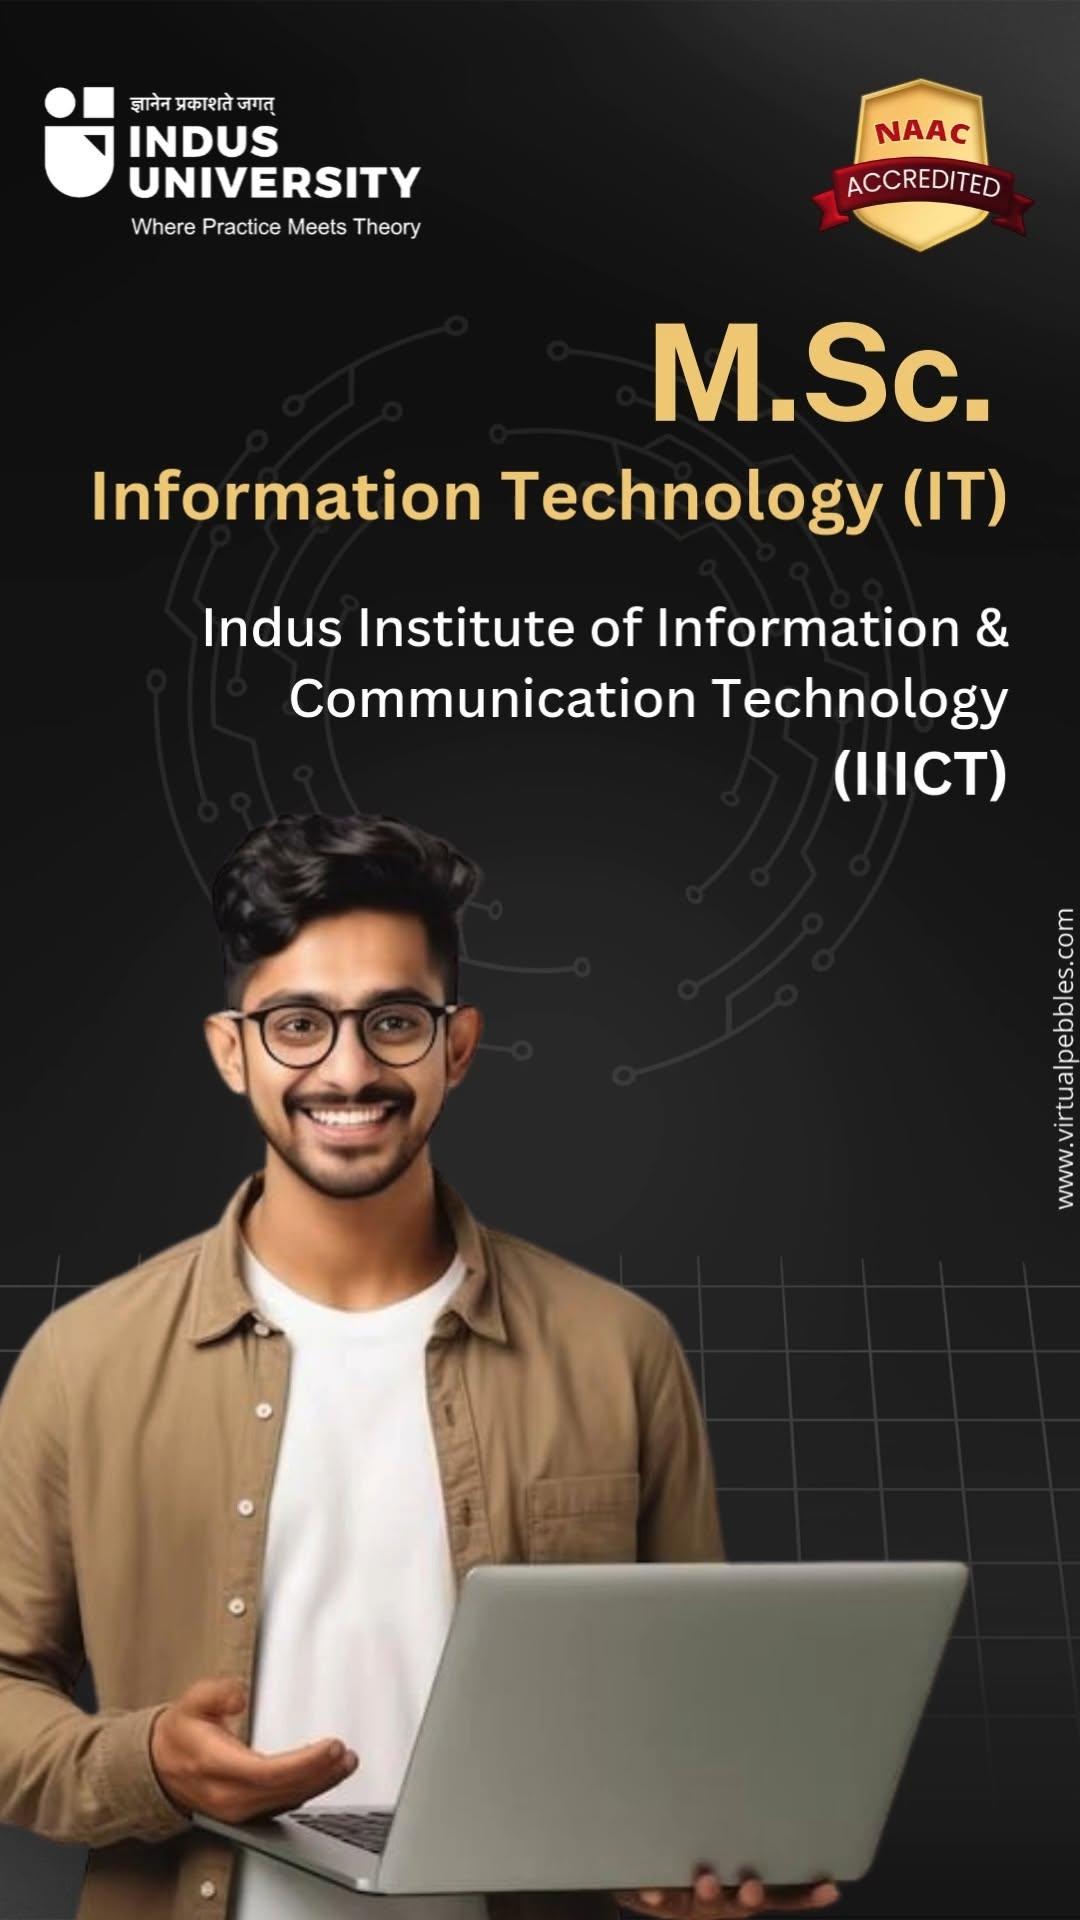 ज्ञानेन प्रकाशते जगत्
INDUS
UNIVERSITY
Where Practice Meets Theory
NAAC
ACCREDITED
M.Sc.
Information Technology (IT)
Indus Institute of Information &
Communication Technology
(IIICT)
www.virtualpebbles.com